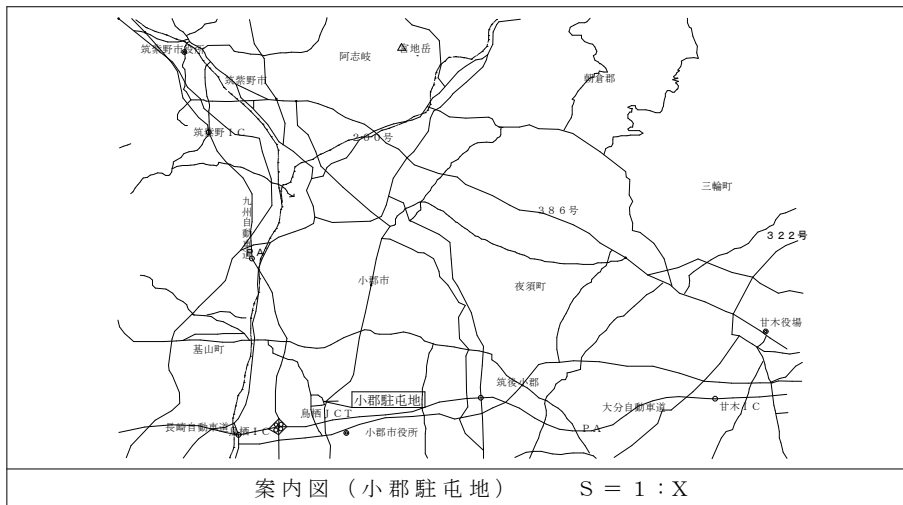 筑紫野市役所
阿志岐
宮地岳
筑紫野市
朝倉郡
筑紫野ＩＣ
２００号
三輪町
３８６号
九州自動車道
３２２号
ＰＡ
小郡市
夜須町
甘木役場
基山町
筑後小郡
小郡駐屯地
大分自動車道
甘木ＩＣ
鳥栖ＪＣＴ
長崎自動車道
鳥栖ＩＣ
小郡市役所
ＰＡ
案内図（小郡駐屯地）　Ｓ＝１：Ｘ